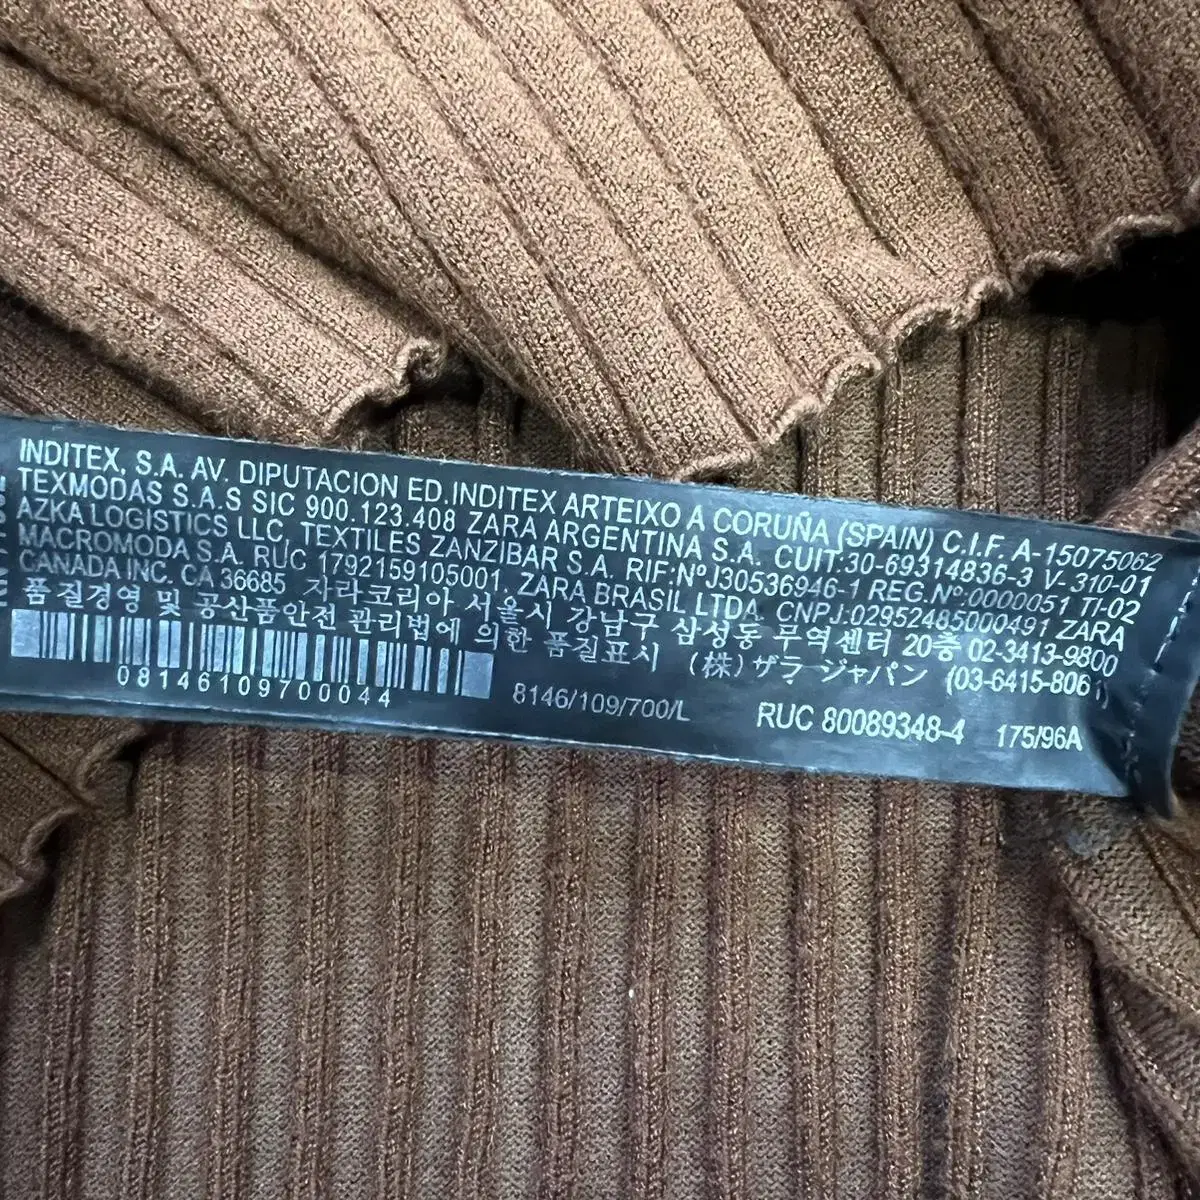 INDITEX, S.A. AV. DIPUTACION ED.INDITEX ARTEIXO A CORUÑA (SPAIN) C.I.F. A-15075062
TEXMODAS S.A.S SIC 900.123.408 ZARA ARGENTINA S.A. CUIT:30-69314836-3 V-310-01
AZKA LOGISTICS LLC, TEXTILES ZANZIBAR S.A. RIF:NºJ30536946-1 REG.Nº:0000051 TI-02
MACROMODA S.A. RUC 1792159105001, ZARA BRASIL LTDA. CNPJ:02952485000491 ZARA
CANADA INC. CA 36685 자라코리아 서울시 강남구 삼성동 무역센터 20층 02-3413-9800
품질경영 및 공산품안전 관리법에 의한 품질표시 (株)ザラ・ジャパン (03-6415-8061)
08146109700044 8146/109/700/L RUC 80089348-4 175/96A